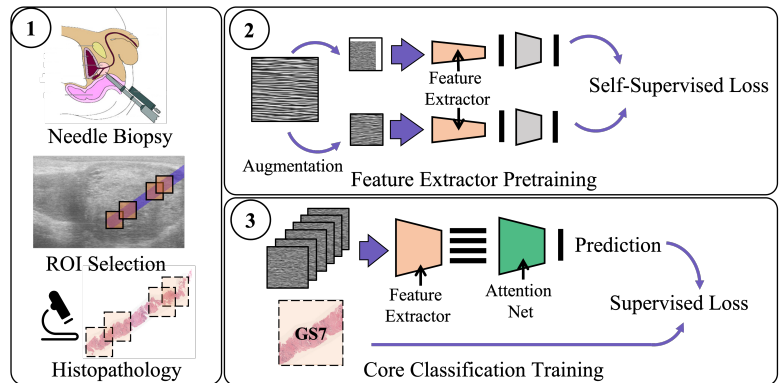 1
Needle Biopsy
ROI Selection
Histopathology
2
Augmentation
Feature
Extractor
Self-Supervised Loss
Feature Extractor Pretraining
3
Feature
Extractor
Attention
Net
Prediction
Supervised Loss
GS7
Core Classification Training